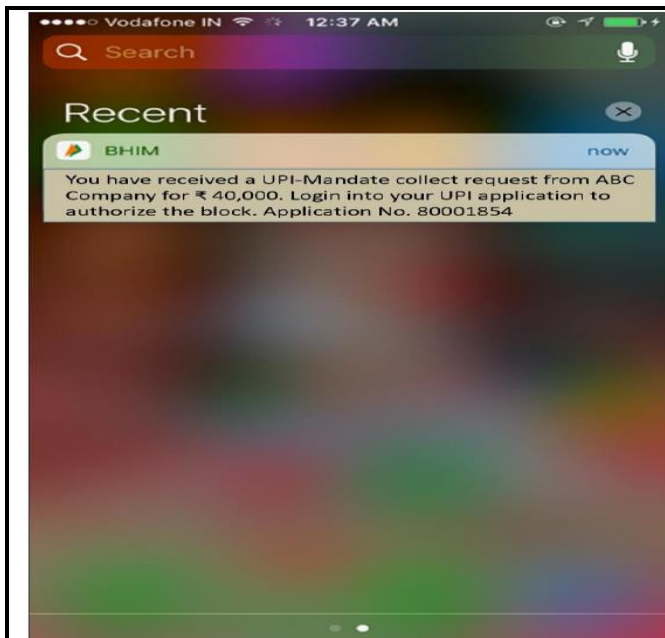 Vodafone IN 12:37 AM
Search
Recent
BHIM now
You have received a UPI-Mandate collect request from ABC
Company for ₹ 40,000. Login into your UPI application to
authorize the block. Application No. 80001854